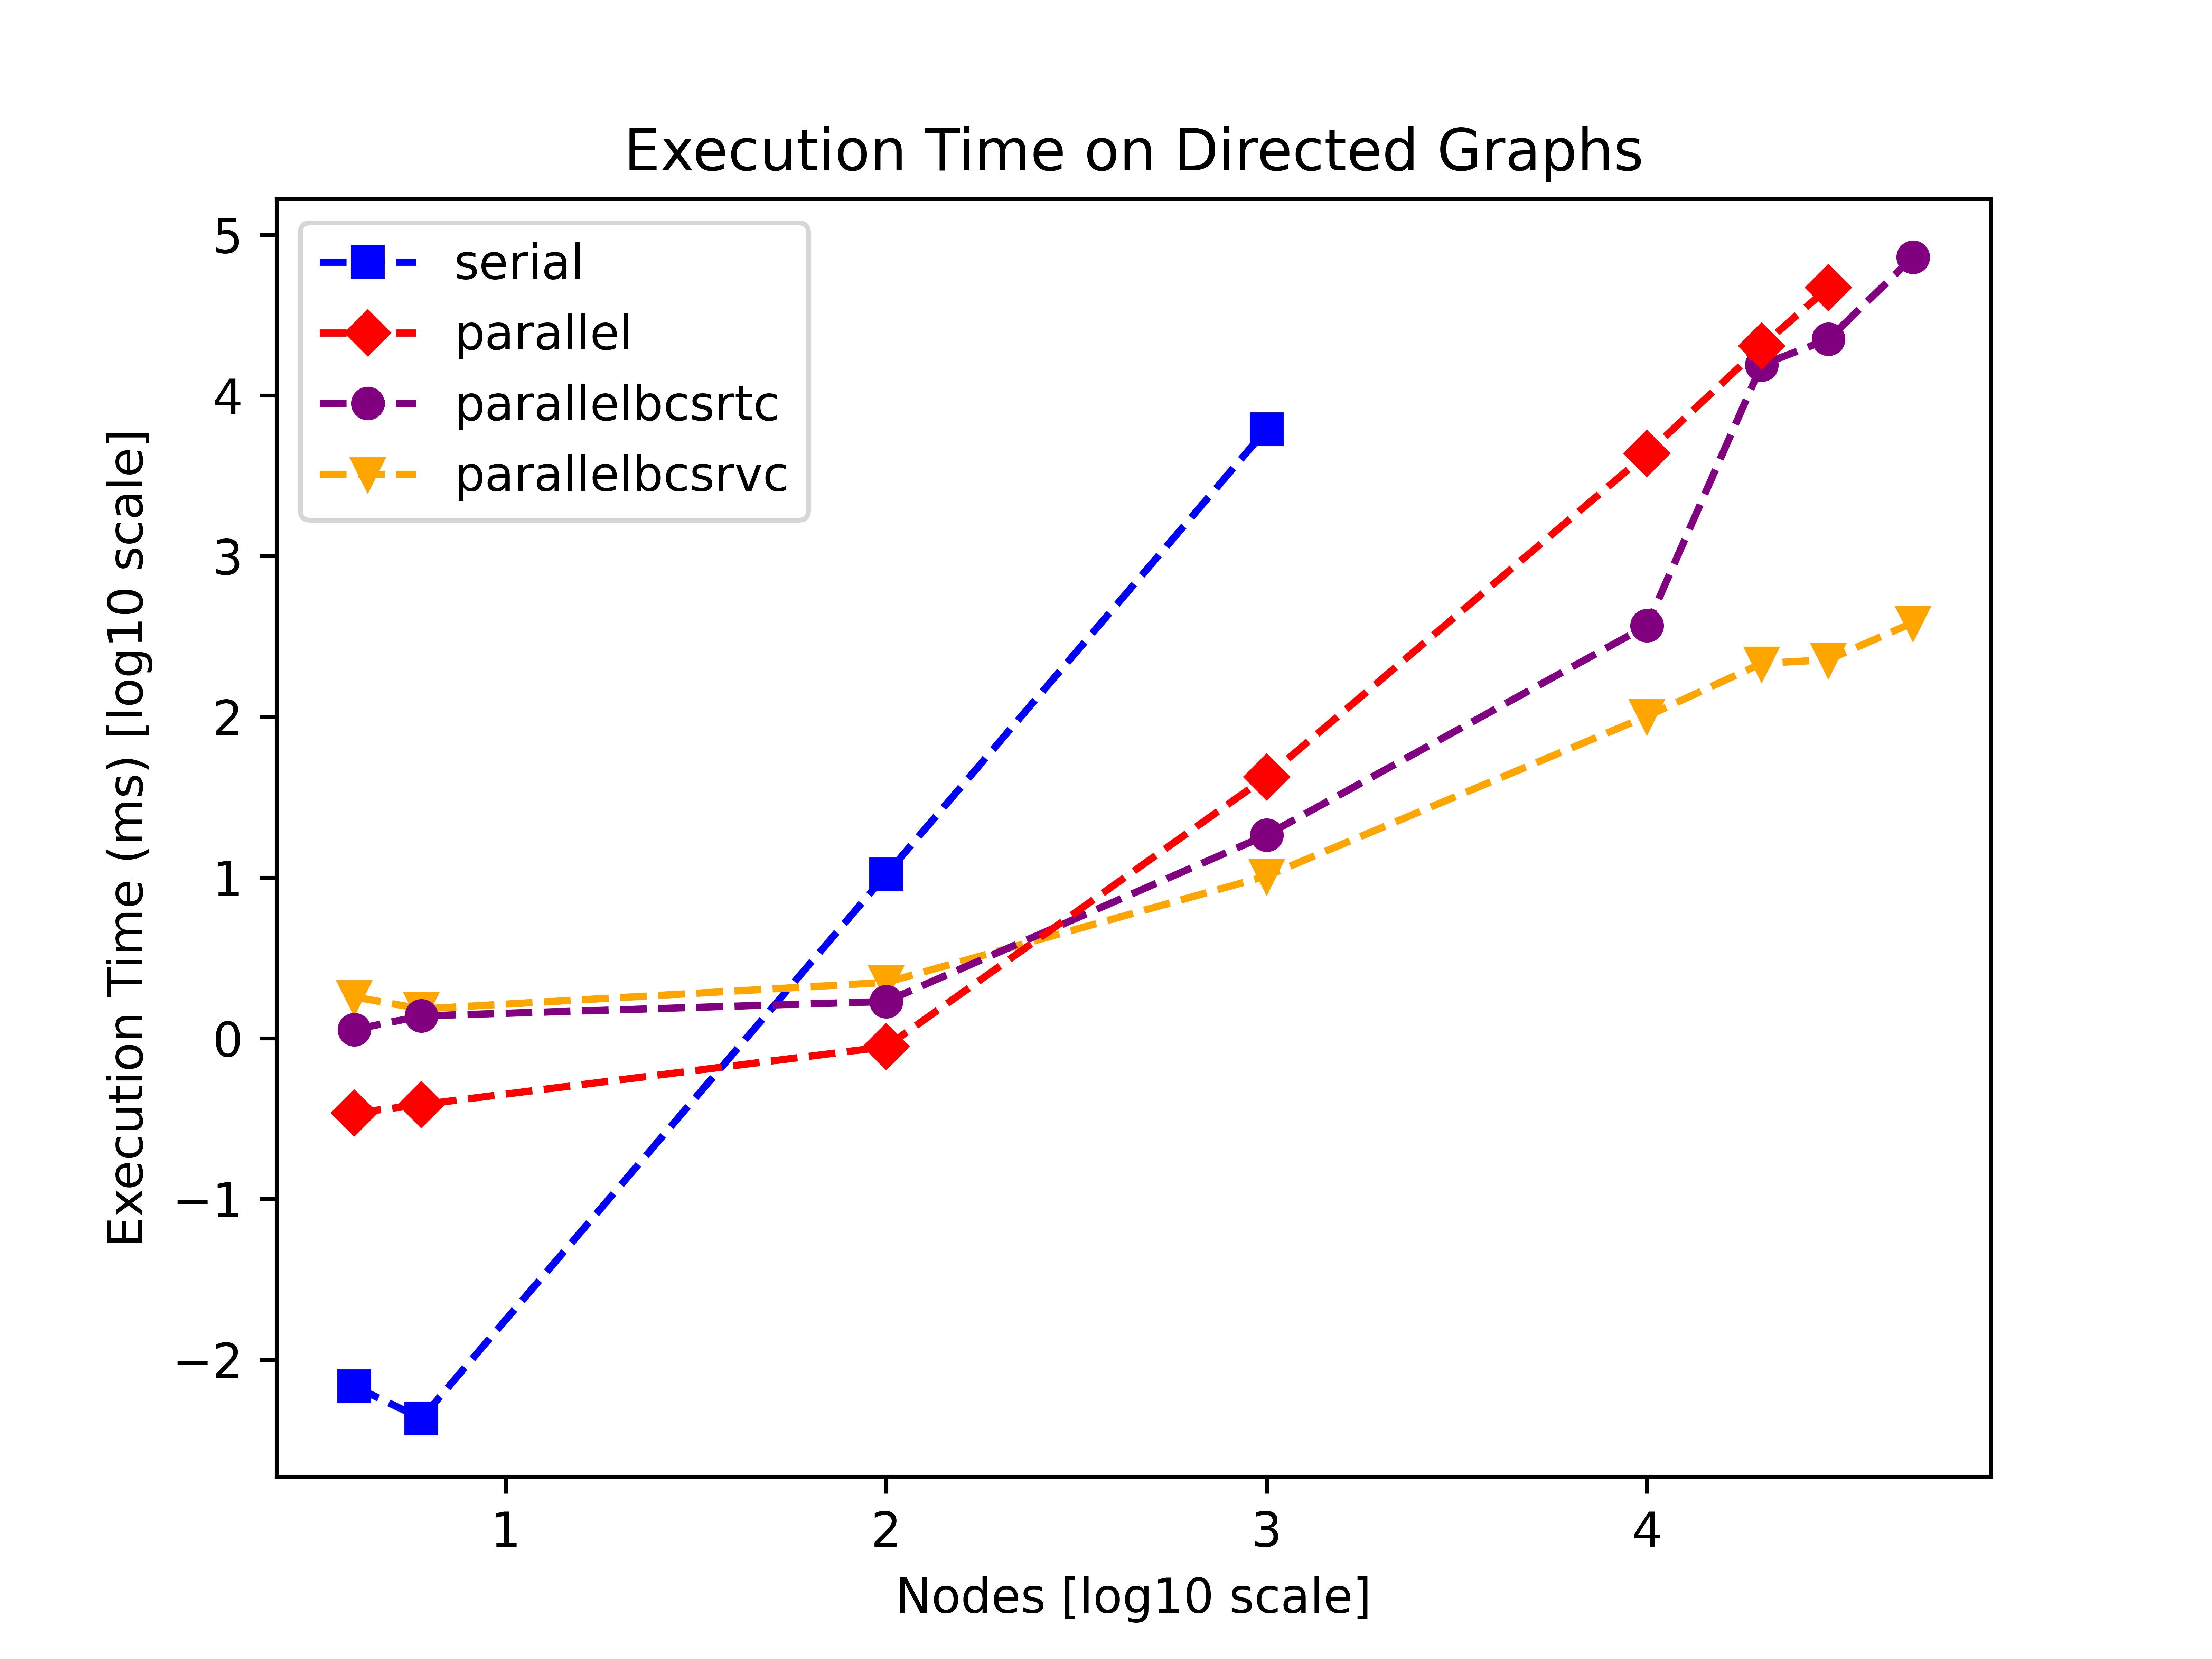 Execution Time on Directed Graphs
serial
parallel
parallelbcsrtc
parallelbcsrvc
Execution Time (ms) [log10 scale]
5
4
3
2
1
0
−1
−2
1 2 3 4
Nodes [log10 scale]